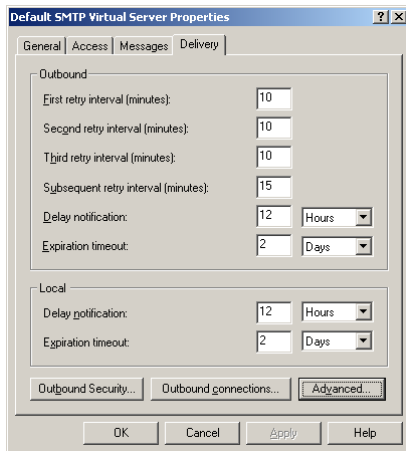 Default SMTP Virtual Server Properties
General Access Messages Delivery
Outbound
First retry interval (minutes): 10
Second retry interval (minutes): 10
Third retry interval (minutes): 10
Subsequent retry interval (minutes): 15
Delay notification: 12 Hours
Expiration timeout: 2 Days
Local
Delay notification: 12 Hours
Expiration timeout: 2 Days
Outbound Security... Outbound connections... Advanced...
OK Cancel Apply Help